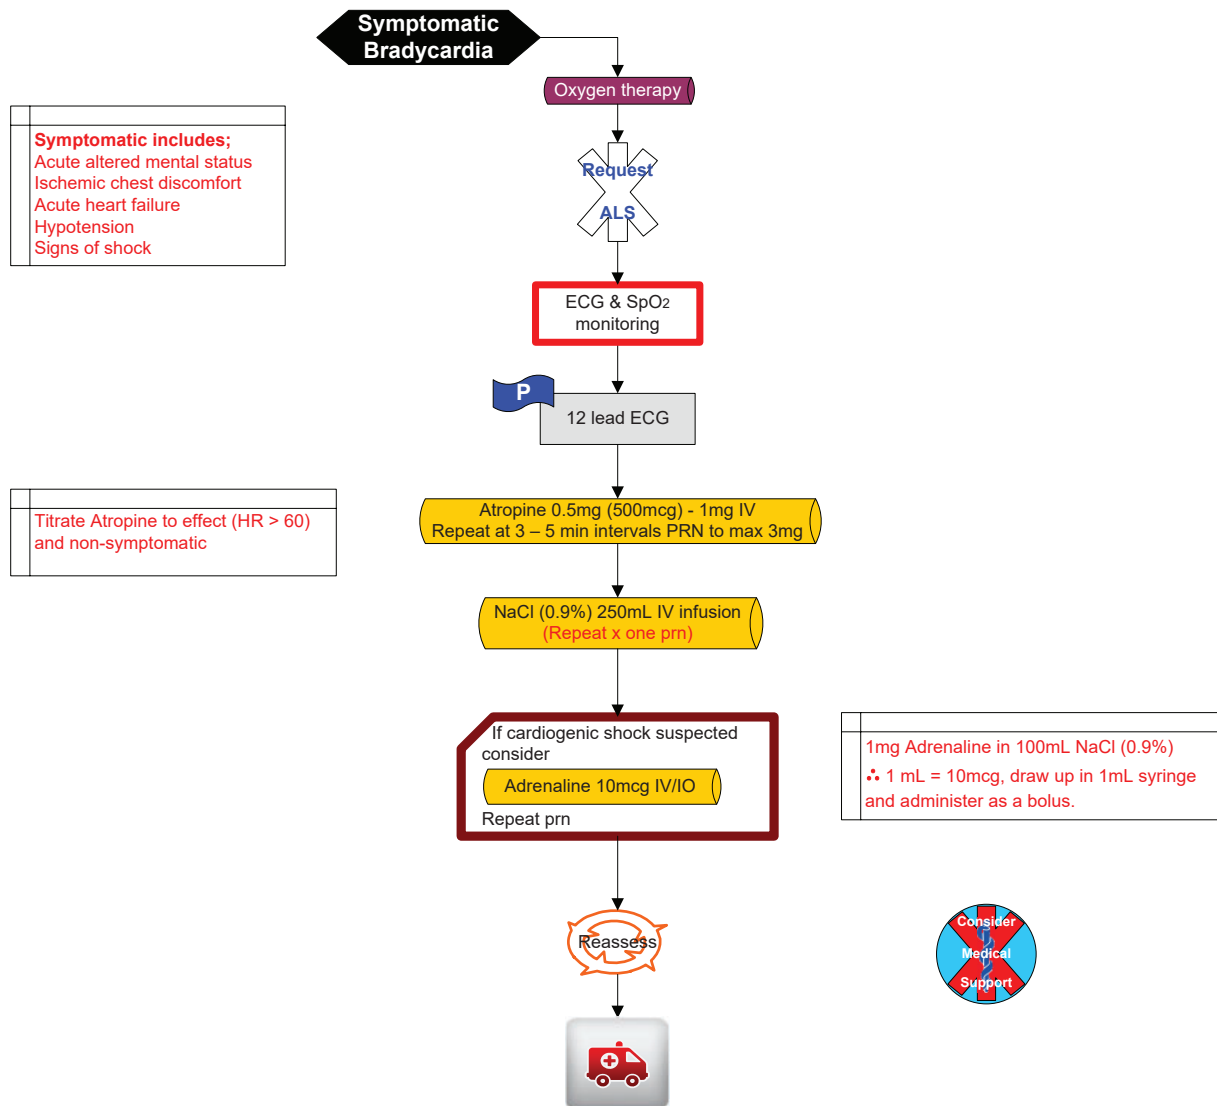 Symptomatic
Bradycardia
Oxygen therapy
Symptomatic includes;
Acute altered mental status
Ischemic chest discomfort
Acute heart failure
Hypotension
Signs of shock
Request
ALS
ECG & SpO2
monitoring
P
12 lead ECG
Titrate Atropine to effect (HR > 60)
and non-symptomatic
Atropine 0.5mg (500mcg) - 1mg IV
Repeat at 3 – 5 min intervals PRN to max 3mg
NaCl (0.9%) 250mL IV infusion
(Repeat x one prn)
If cardiogenic shock suspected
consider
Adrenaline 10mcg IV/IO
Repeat prn
1mg Adrenaline in 100mL NaCl (0.9%)
∴ 1 mL = 10mcg, draw up in 1mL syringe
and administer as a bolus.
Reassess
Consider
Medical
Support